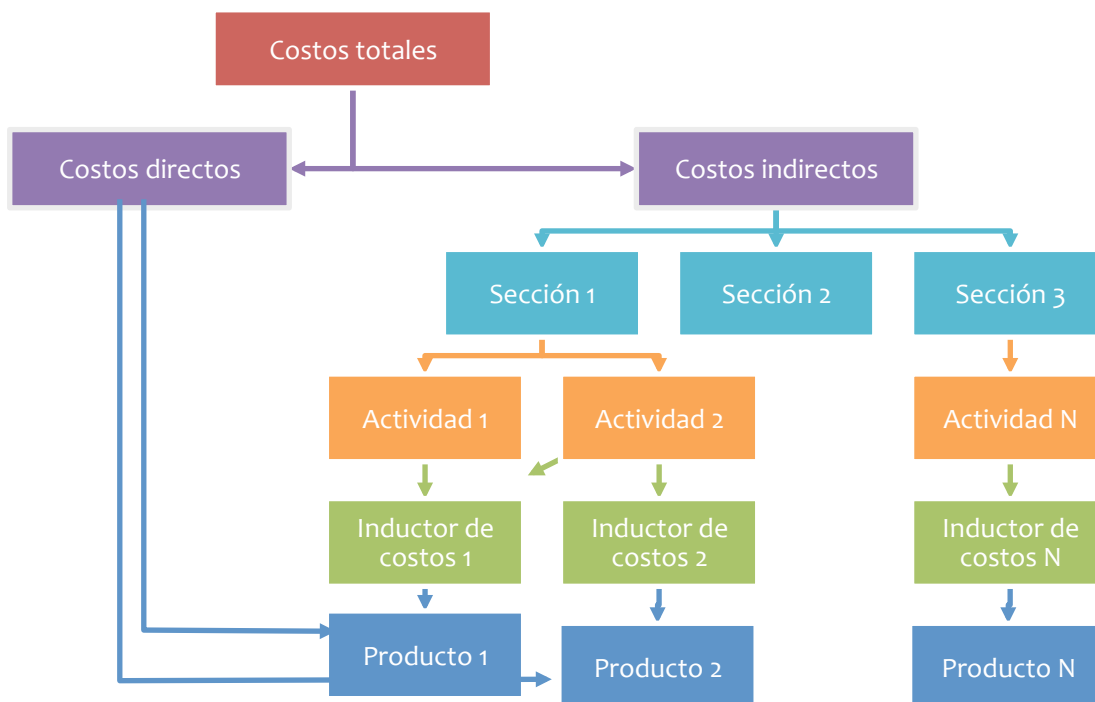 Costos totales
Costos directos
Costos indirectos
Sección 1
Sección 2
Sección 3
Actividad 1
Actividad 2
Actividad N
Inductor de
costos 1
Inductor de
costos 2
Inductor de
costos N
Producto 1
Producto 2
Producto N